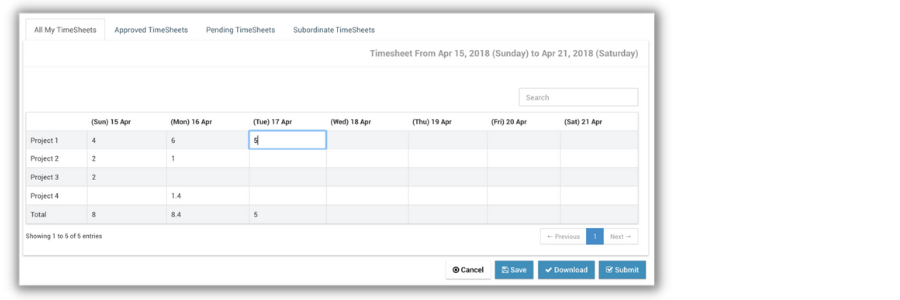 All My TimeSheets Approved TimeSheets Pending TimeSheets Subordinate TimeSheets
Timesheet From Apr 15, 2018 (Sunday) to Apr 21, 2018 (Saturday)
Search
(Sun) 15 Apr (Mon) 16 Apr (Tue) 17 Apr (Wed) 18 Apr (Thu) 19 Apr (Fri) 20 Apr (Sat) 21 Apr
Project 1 4 6 5
Project 2 2 1
Project 3 2
Project 4 1.4
Total 8 8.4 5
Showing 1 to 5 of 5 entries ← Previous 1 Next →
Cancel Save Download Submit